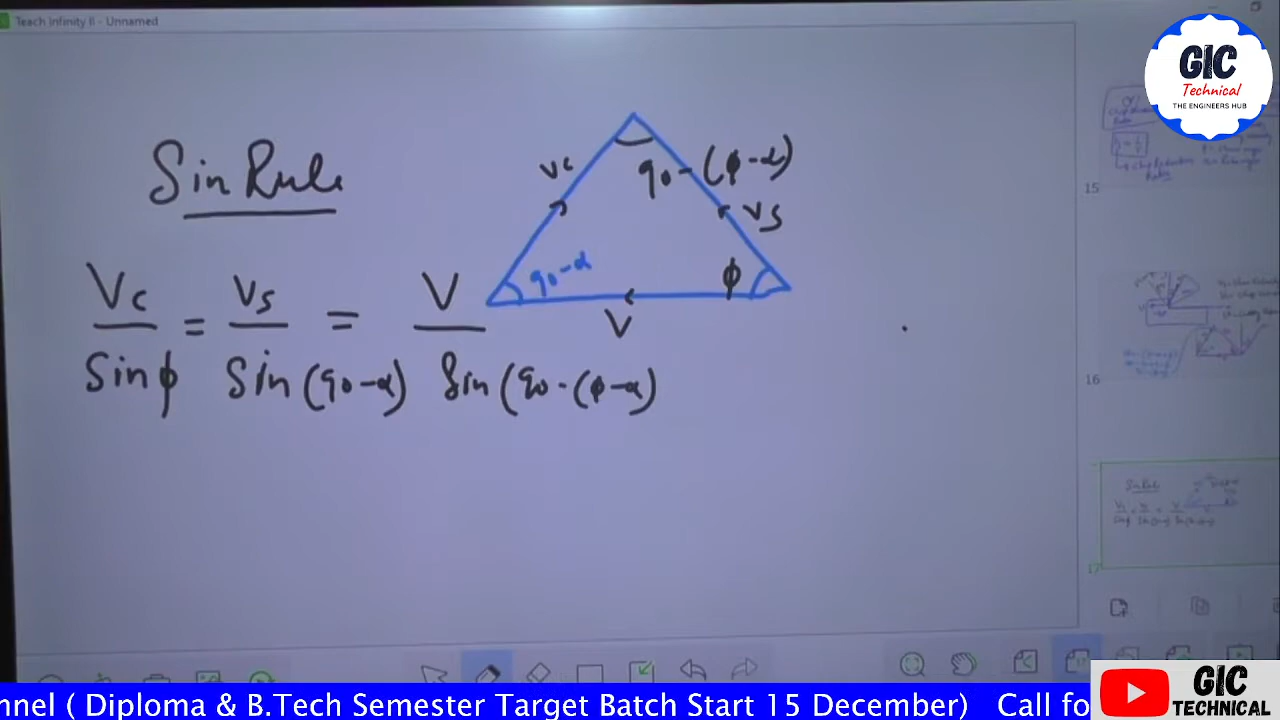 Teach Infinity II - Unnamed
GIC
Technical
THE ENGINEERS HUB
Sin Rule
Vc
90-(φ-α)
Vs
90-α
φ
V
Vc = Vs = V
Sinφ Sin(90-α) Sin(90-(φ-α)
15
16
17
nnel ( Diploma & B.Tech Semester Target Batch Start 15 December) Call fo
GIC
TECHNICAL